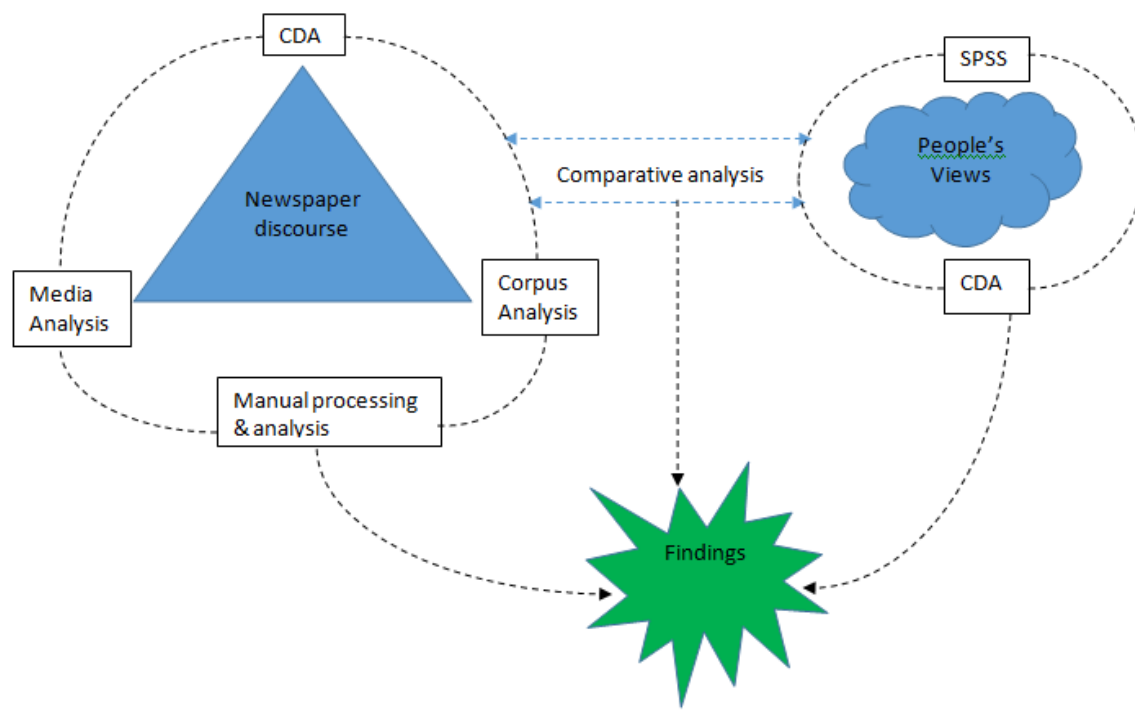 CDA
SPSS
People's
Views
Comparative analysis
Newspaper
discourse
Media
Analysis
Corpus
Analysis
CDA
Manual processing
& analysis
Findings